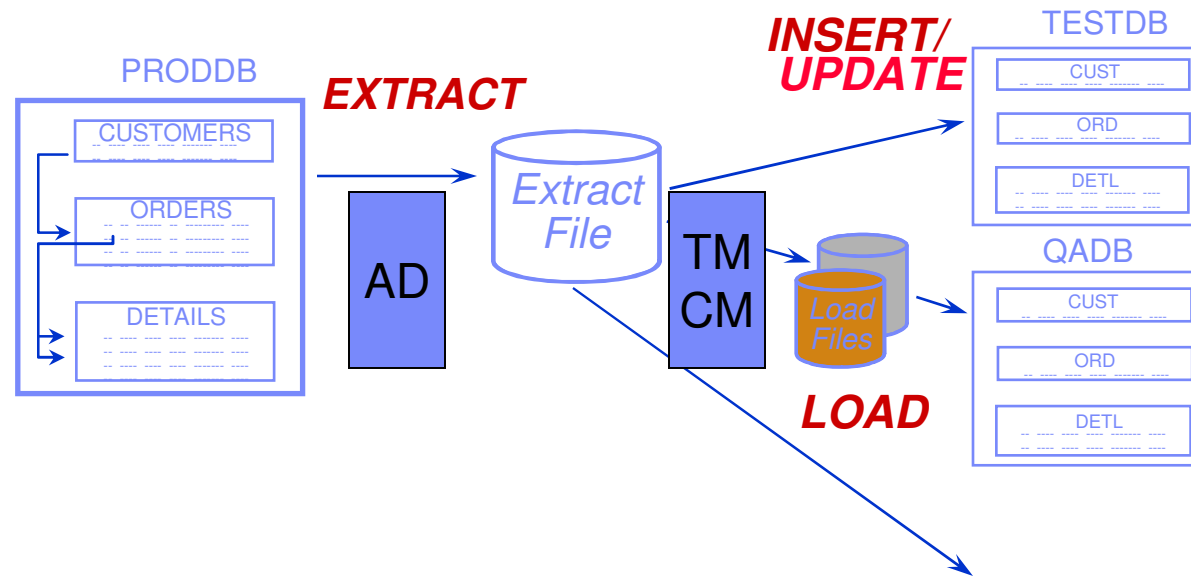 PRODDB
CUSTOMERS
ORDERS
DETAILS
EXTRACT
AD
Extract
File
TM
CM
INSERT/
UPDATE
Load
Files
LOAD
TESTDB
CUST
ORD
DETL
QADB
CUST
ORD
DETL